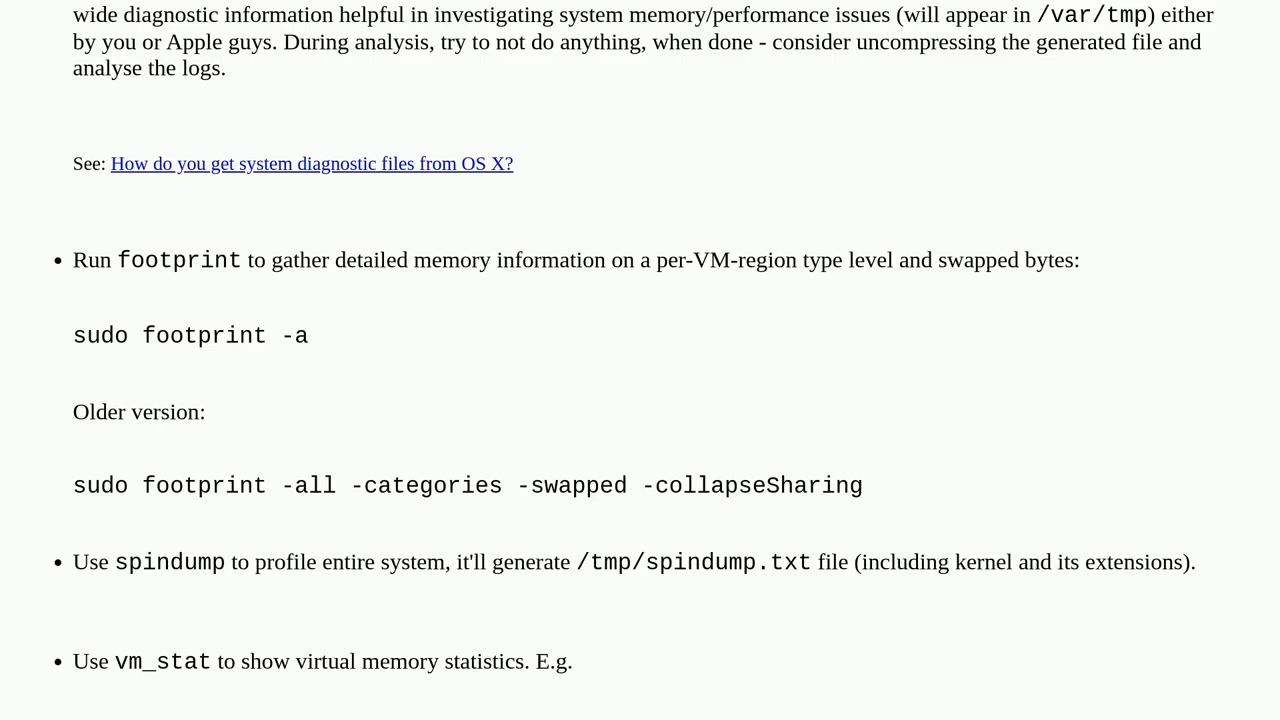 wide diagnostic information helpful in investigating system memory/performance issues (will appear in /var/tmp) either
by you or Apple guys. During analysis, try to not do anything, when done - consider uncompressing the generated file and
analyse the logs.
See: How do you get system diagnostic files from OS X?
• Run footprint to gather detailed memory information on a per-VM-region type level and swapped bytes:
sudo footprint -a
Older version:
sudo footprint -all -categories -swapped -collapseSharing
• Use spindump to profile entire system, it'll generate /tmp/spindump.txt file (including kernel and its extensions).
• Use vm_stat to show virtual memory statistics. E.g.